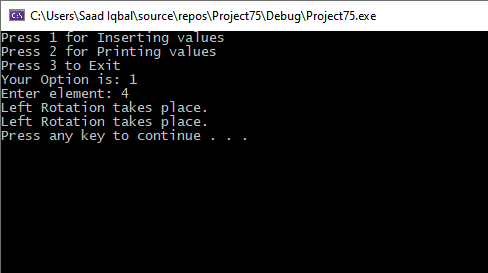 C:\Users\Saad Iqbal\source\repos\Project75\Debug\Project75.exe
Press 1 for Inserting values
Press 2 for Printing values
Press 3 to Exit
Your Option is: 1
Enter element: 4
Left Rotation takes place.
Left Rotation takes place.
Press any key to continue . . .